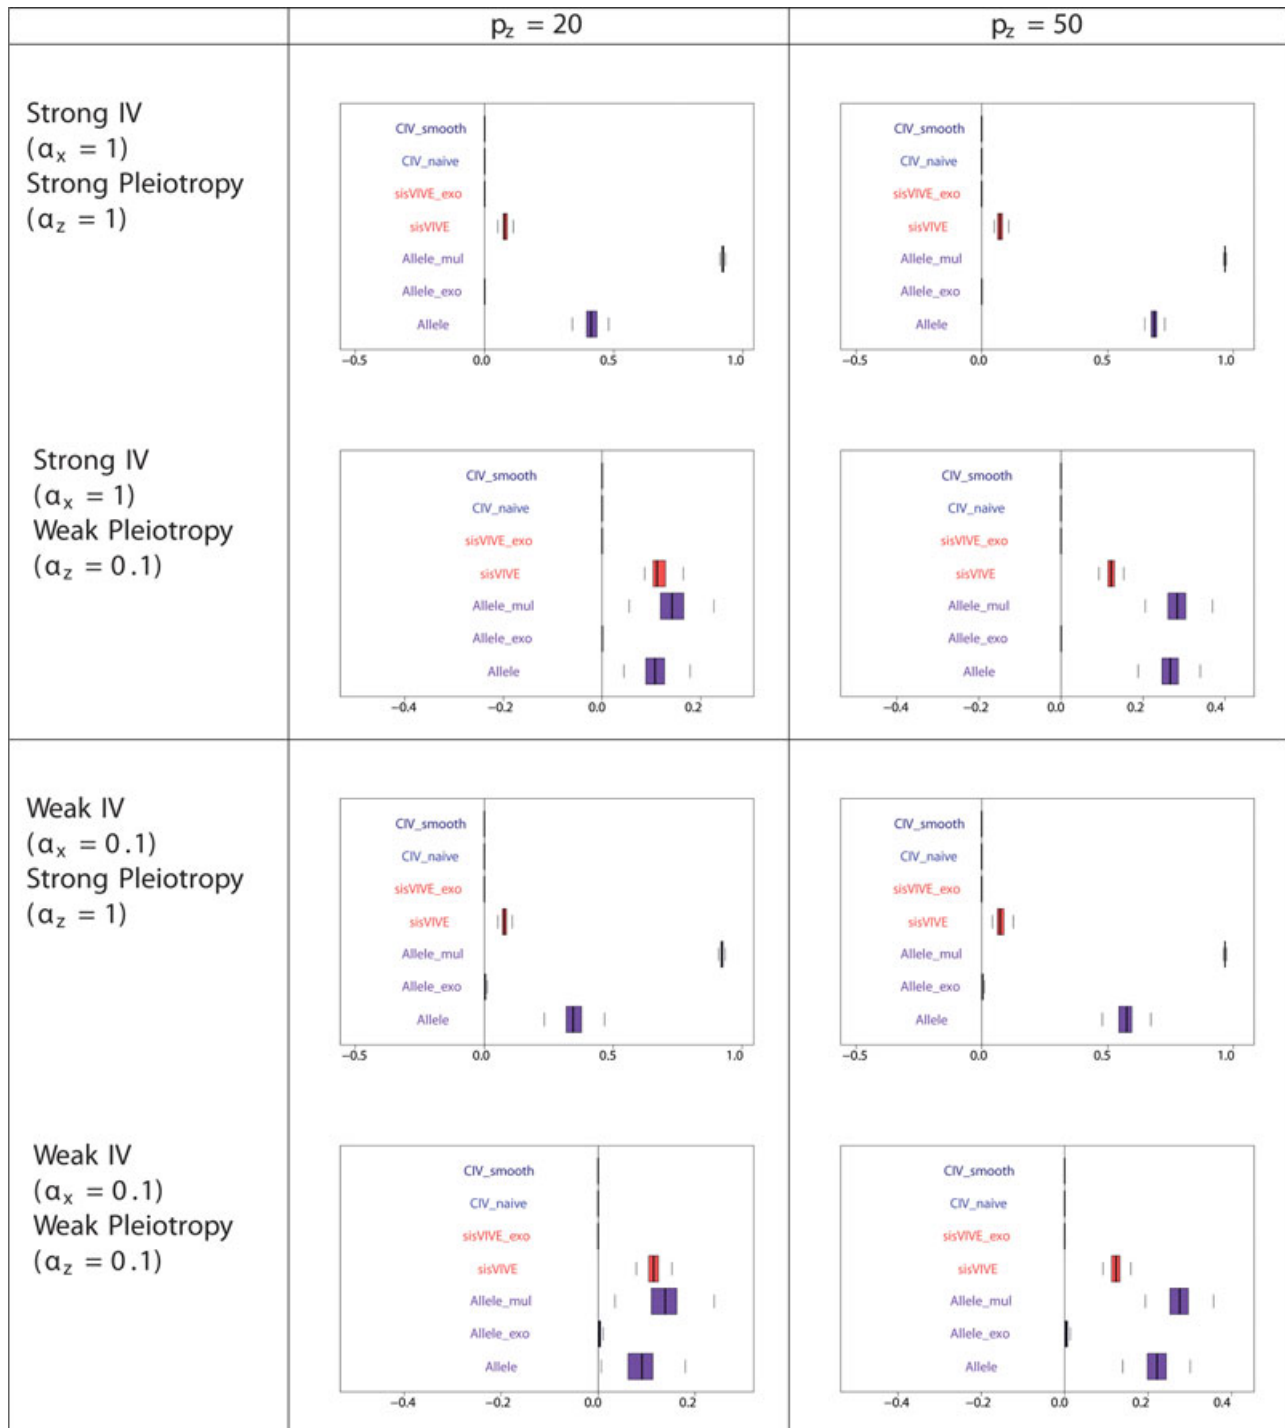 p_z = 20
p_z = 50
Strong IV
(α_x = 1)
Strong Pleiotropy
(α_z = 1)
CIV_smooth
CIV_naive
sisVIVE_exo
sisVIVE
Allele_mul
Allele_exo
Allele
−0.5 0.0 0.5 1.0
CIV_smooth
CIV_naive
sisVIVE_exo
sisVIVE
Allele_mul
Allele_exo
Allele
−0.5 0.0 0.5 1.0
Strong IV
(α_x = 1)
Weak Pleiotropy
(α_z = 0.1)
CIV_smooth
CIV_naive
sisVIVE_exo
sisVIVE
Allele_mul
Allele_exo
Allele
−0.4 −0.2 0.0 0.2
CIV_smooth
CIV_naive
sisVIVE_exo
sisVIVE
Allele_mul
Allele_exo
Allele
−0.4 −0.2 0.0 0.2 0.4
Weak IV
(α_x = 0.1)
Strong Pleiotropy
(α_z = 1)
CIV_smooth
CIV_naive
sisVIVE_exo
sisVIVE
Allele_mul
Allele_exo
Allele
−0.5 0.0 0.5 1.0
CIV_smooth
CIV_naive
sisVIVE_exo
sisVIVE
Allele_mul
Allele_exo
Allele
−0.5 0.0 0.5 1.0
Weak IV
(α_x = 0.1)
Weak Pleiotropy
(α_z = 0.1)
CIV_smooth
CIV_naive
sisVIVE_exo
sisVIVE
Allele_mul
Allele_exo
Allele
−0.4 −0.2 0.0 0.2
CIV_smooth
CIV_naive
sisVIVE_exo
sisVIVE
Allele_mul
Allele_exo
Allele
−0.4 −0.2 0.0 0.2 0.4